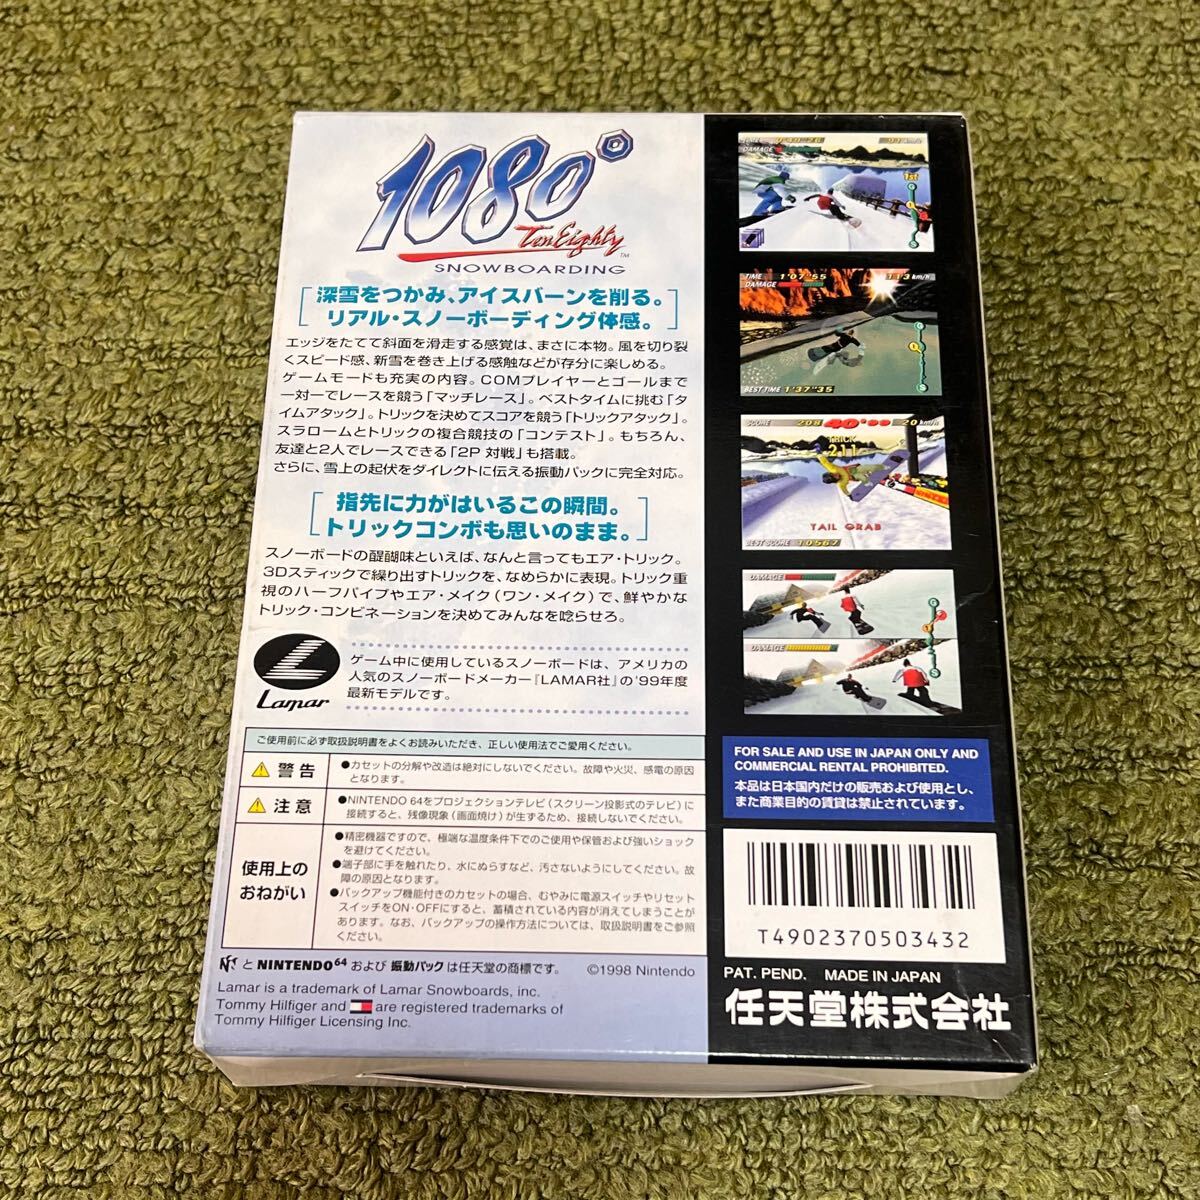 1080°
TenEighty
TM
SNOWBOARDING
深雪をつかみ、アイスバーンを削る。
リアル・スノーボーディング体感。
エッジをたてて斜面を滑走する感覚は、まさに本物。風を切り裂
くスピード感、新雪を巻き上げる感触などが存分に楽しめる。
ゲームモードも充実の内容。COMプレイヤーとゴールまで
一対一でレースを競う「マッチレース」。ベストタイムに挑む「タ
イムアタック」。トリックを決めてスコアを競う「トリックアタック」。
スラロームとトリックの複合競技の「コンテスト」。もちろん、
友達と2人でレースできる「2P 対戦」も搭載。
さらに、雪上の起伏をダイレクトに伝える振動パックに完全対応。
指先に力がはいるこの瞬間。
トリックコンボも思いのまま。
スノーボードの醍醐味といえば、なんと言ってもエア・トリック。
3Dスティックで繰り出すトリックを、なめらかに表現。トリック重
視のハーフパイプやエア・メイク(ワン・メイク)で、鮮やかな
トリック・コンビネーションを決めてみんなを唸らせろ。
Lamar
ゲーム中に使用しているスノーボードは、アメリカの
人気のスノーボードメーカー『LAMAR社』の'99年度
最新モデルです。
ご使用前に必ず取扱説明書をよくお読みいただき、正しい使用法でご愛用ください。
警告
●カセットの分解や改造は絶対にしないでください。故障や火災、感電の原因
となります。
注意
●NINTENDO 64をプロジェクションテレビ(スクリーン投影式のテレビ)に
接続すると、残像現象(画面焼け)が生ずるため、接続しないでください。
使用上の
おねがい
●精密機器ですので、極端な温度条件下でのご使用や保管および強いショック
を避けてください。
●端子部に手を触れたり、水にぬらすなど、汚さないようにしてください。故
障の原因となります。
●バックアップ機能付きのカセットの場合、むやみに電源スイッチやリセット
スイッチをON・OFFにすると、蓄積されている内容が消えてしまうことが
あります。なお、バックアップの操作方法については、取扱説明書をご参照
ください。
と NINTENDO64 および 振動パック は任天堂の商標です。
©1998 Nintendo
Lamar is a trademark of Lamar Snowboards, inc.
Tommy Hilfiger and are registered trademarks of
Tommy Hilfiger Licensing Inc.
TIME
DAMAGE
1st
TIME 1'07"55 113 km/h
DAMAGE
BEST TIME 1'37"35
SCORE 208 40"99 20 km/h
TRICK
211
TAIL GRAB
BEST SCORE 10567
DAMAGE
DAMAGE
FOR SALE AND USE IN JAPAN ONLY AND
COMMERCIAL RENTAL PROHIBITED.
本品は日本国内だけの販売および使用とし、
また商業目的の賃貸は禁止されています。
T4902370503432
PAT. PEND. MADE IN JAPAN
任天堂株式会社